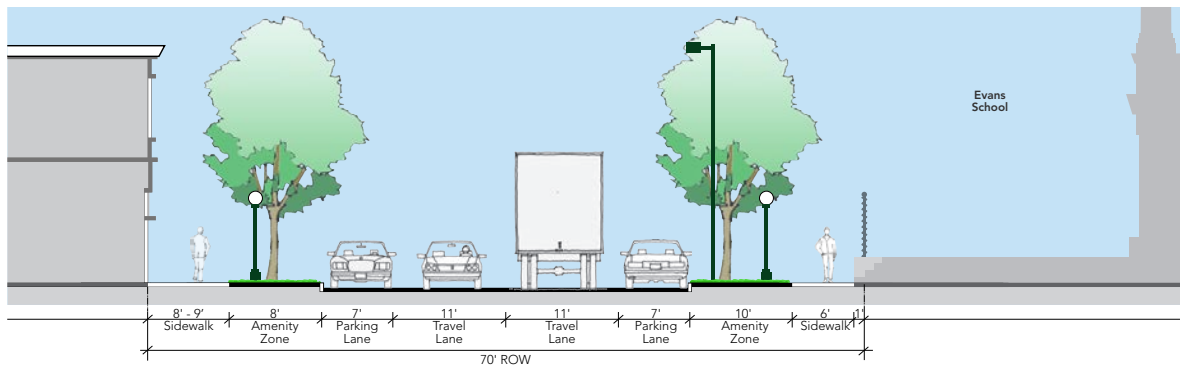 Evans
School
8' - 9'
Sidewalk
8'
Amenity
Zone
7'
Parking
Lane
11'
Travel
Lane
11'
Travel
Lane
7'
Parking
Lane
10'
Amenity
Zone
6'
Sidewalk
1'
70' ROW